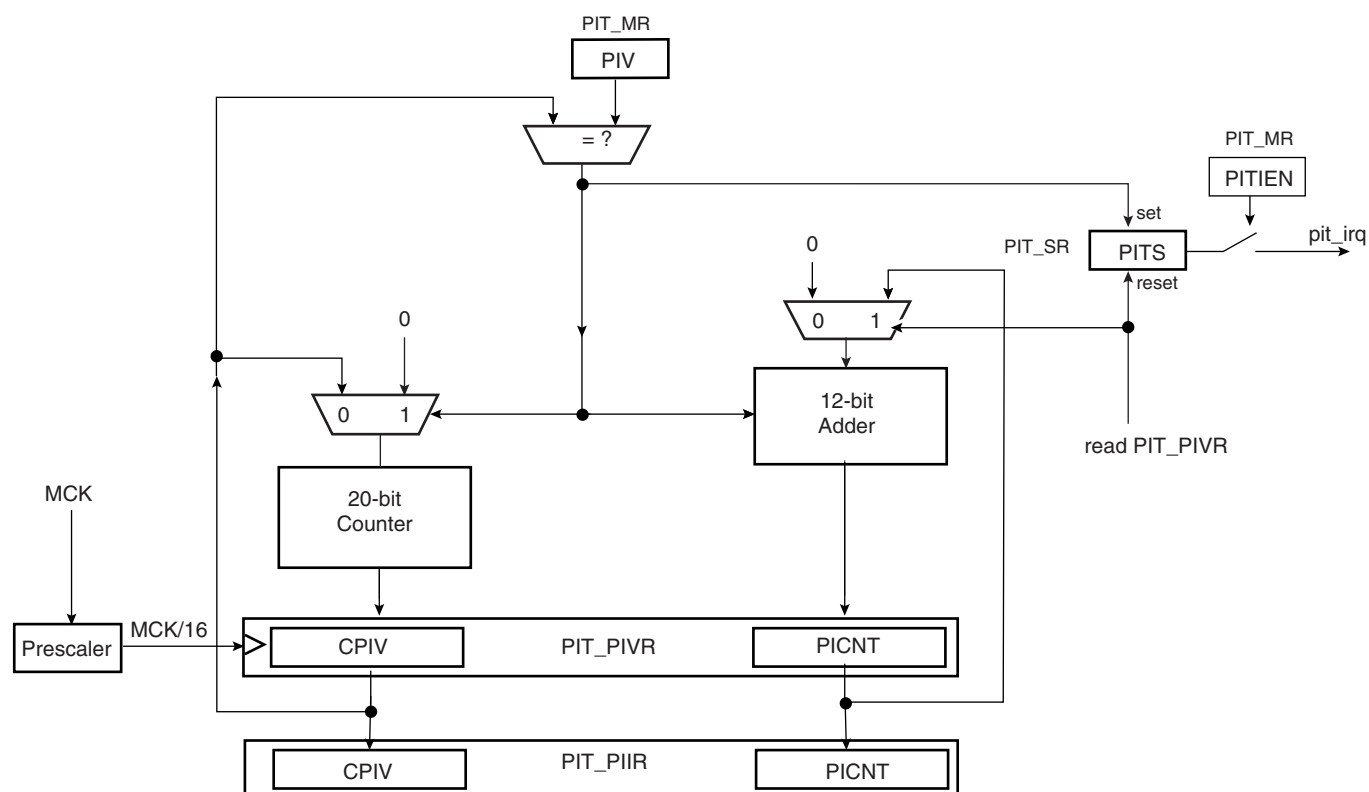 PIT_MR
PIV
= ?
PIT_MR
PITIEN
set
PIT_SR
PITS
pit_irq
reset
0
0 1
0
0 1
12-bit
Adder
read PIT_PIVR
20-bit
Counter
MCK
Prescaler
MCK/16
CPIV
PIT_PIVR
PICNT
CPIV
PIT_PIIR
PICNT